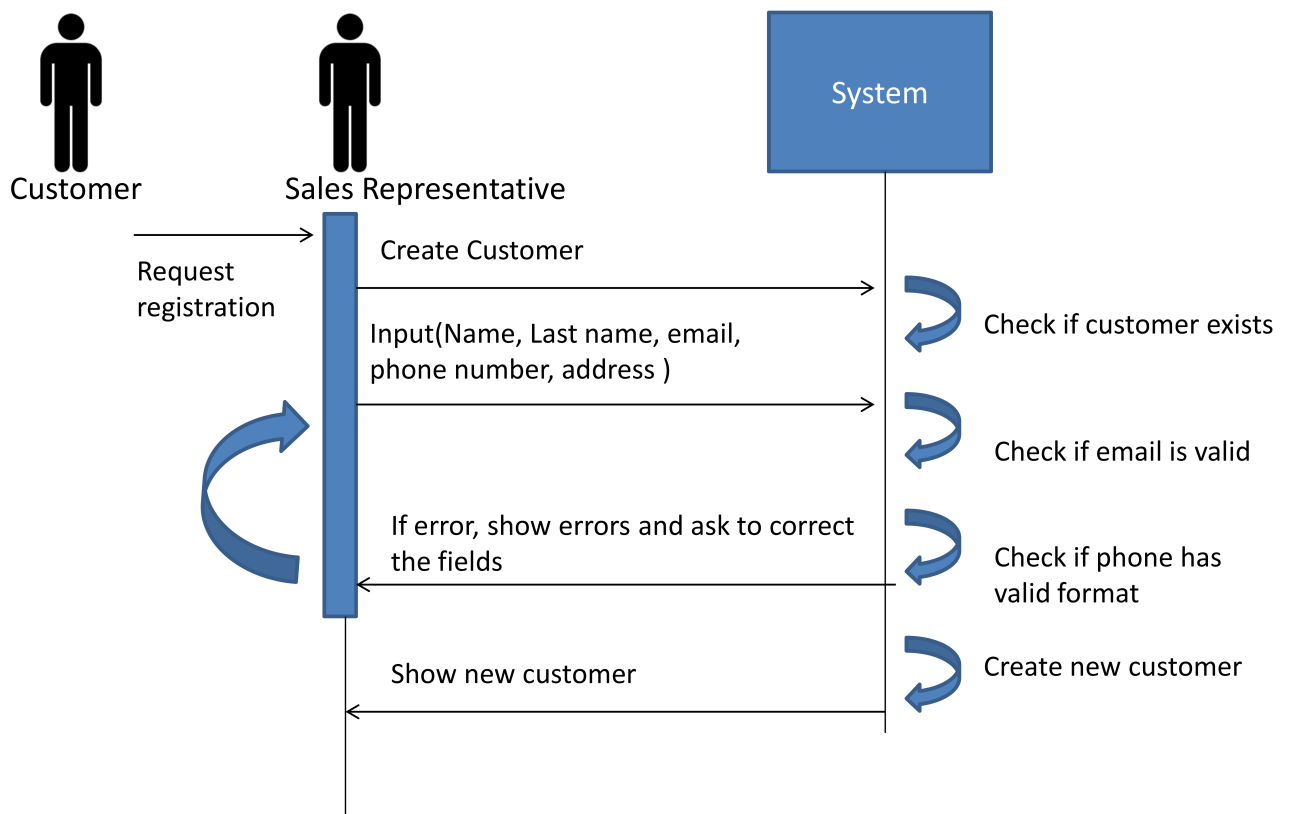 Customer
Sales Representative
System
Request
registration
Create Customer
Check if customer exists
Input(Name, Last name, email,
phone number, address )
Check if email is valid
If error, show errors and ask to correct
the fields
Check if phone has
valid format
Show new customer
Create new customer